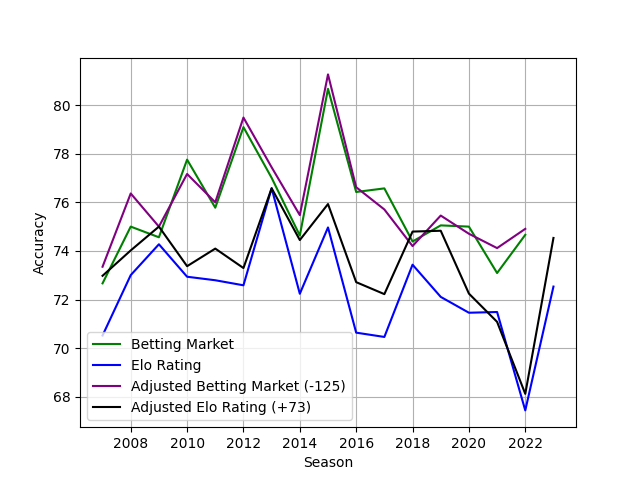 80
78
76
74
72
70
68
Accuracy
Betting Market
Elo Rating
Adjusted Betting Market (-125)
Adjusted Elo Rating (+73)
2008 2010 2012 2014 2016 2018 2020 2022
Season